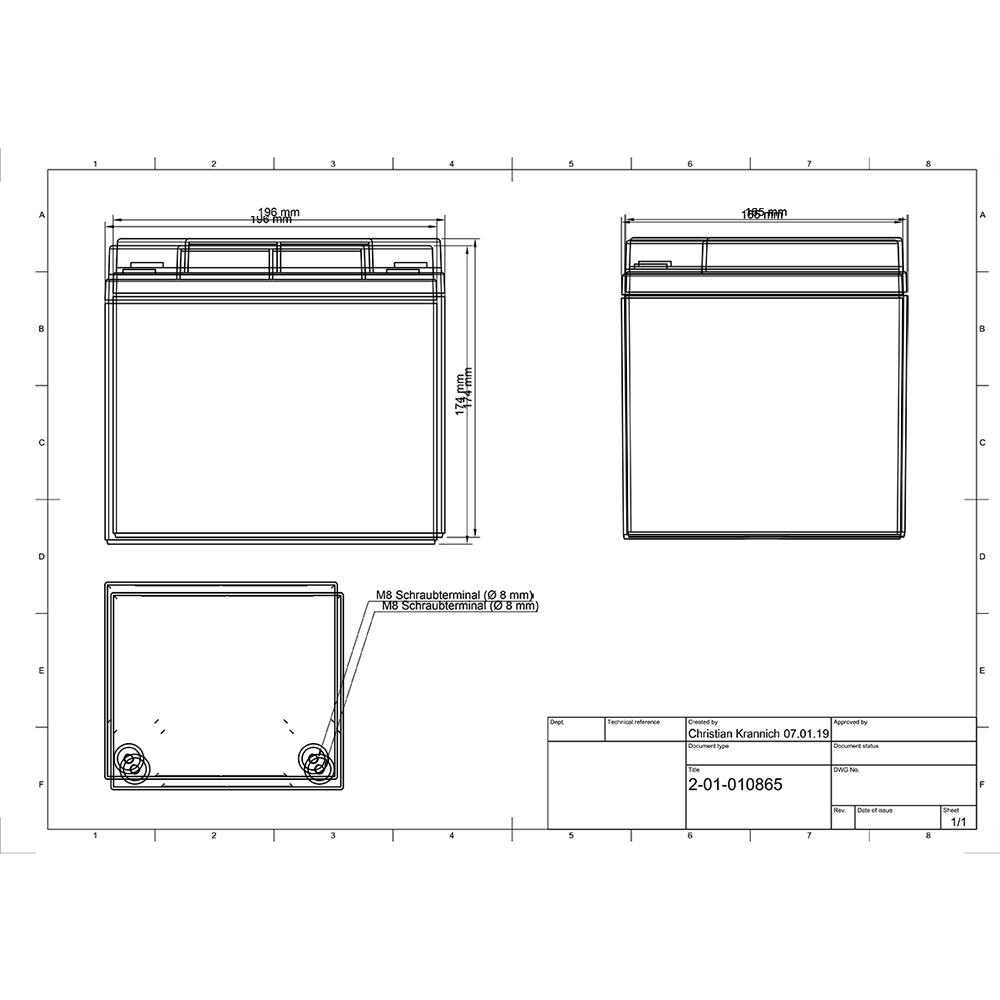 1 2 3 4 5 6 7 8
A A
196 mm
196 mm
165 mm
165 mm
B B
174 mm
174 mm
C C
D D
M8 Schraubterminal (Ø 8 mm)
M8 Schraubterminal (Ø 8 mm)
E E
Dept. Technical reference Created by Approved by
Christian Krannich 07.01.19
Document type Document status
Title DWG No.
2-01-010865
F F
Rev. Date of issue Sheet
1/1
1 2 3 4 5 6 7 8